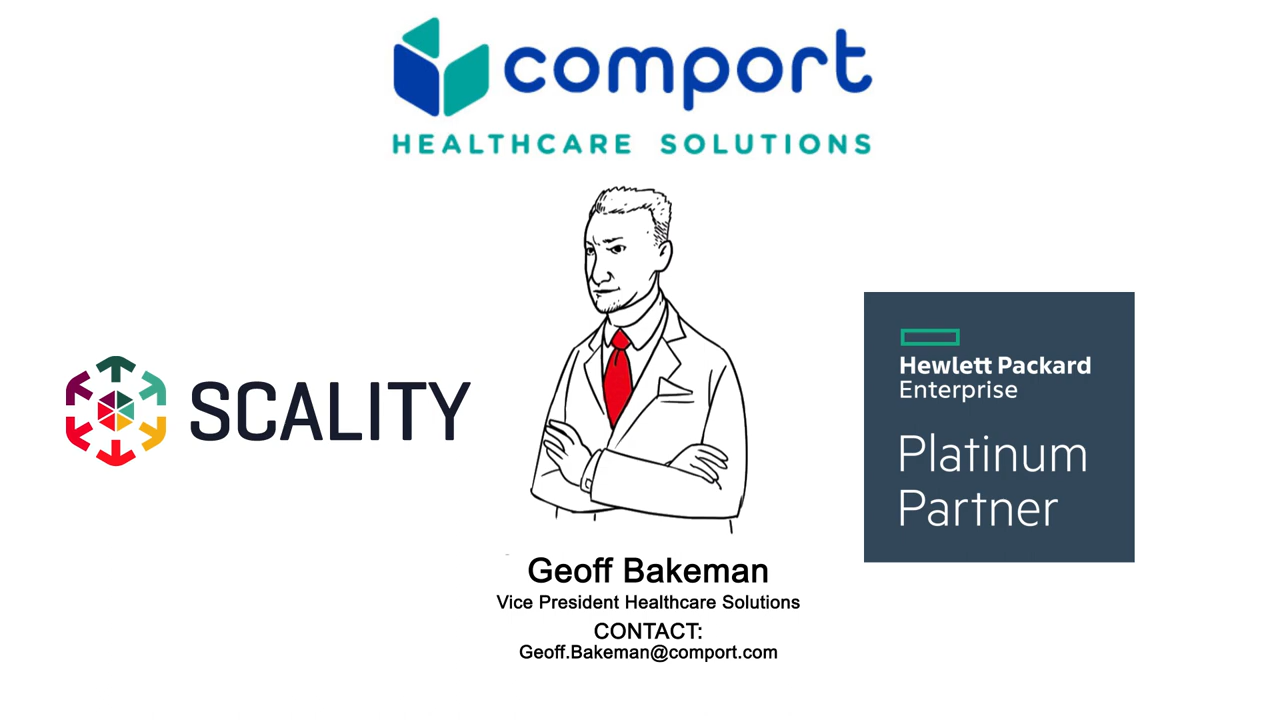 comport
HEALTHCARE SOLUTIONS
SCALITY
Hewlett Packard
Enterprise
Platinum
Partner
Geoff Bakeman
Vice President Healthcare Solutions
CONTACT:
Geoff.Bakeman@comport.com